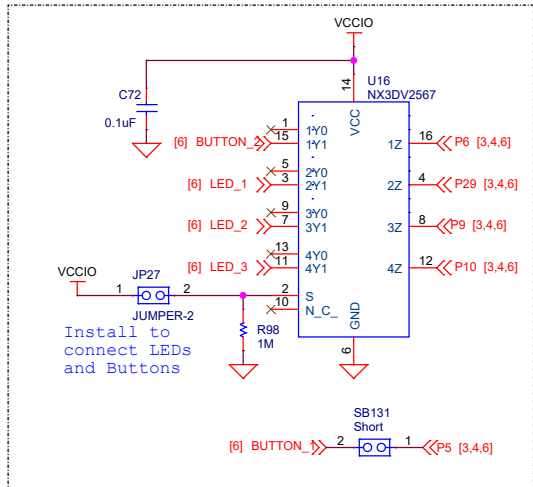 VCCIO
C72
0.1uF
14
U16
NX3DV2567
VCC
1 1Y0
[6] BUTTON_2 15 1Y1 1Z 16 P6 [3,4,6]
5 2Y0
[6] LED_1 3 2Y1 2Z 4 P29 [3,4,6]
9 3Y0
[6] LED_2 7 3Y1 3Z 8 P9 [3,4,6]
13 4Y0
[6] LED_3 11 4Y1 4Z 12 P10 [3,4,6]
VCCIO 1 JP27 2 2 S
10 N_C_
GND
JUMPER-2
R98
1M
6
Install to
connect LEDs
and Buttons
SB131
Short
[6] BUTTON_1 2 1 P5 [3,4,6]